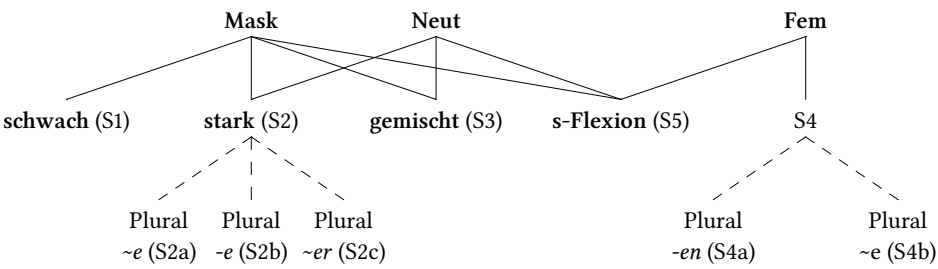 Mask Neut Fem
schwach (S1) stark (S2) gemischt (S3) s-Flexion (S5) S4
Plural Plural Plural Plural Plural
~e (S2a) -e (S2b) ~er (S2c) -en (S4a) ~e (S4b)